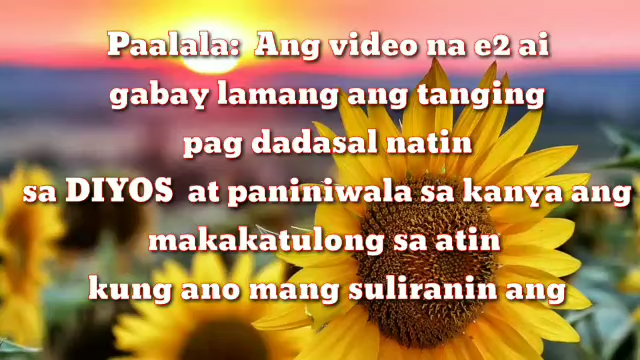 Paalala: Ang video na e2 ai
gabay lamang ang tanging
pag dadasal natin
sa DIYOS at paniniwala sa kanya ang
makakatulong sa atin
kung ano mang suliranin ang